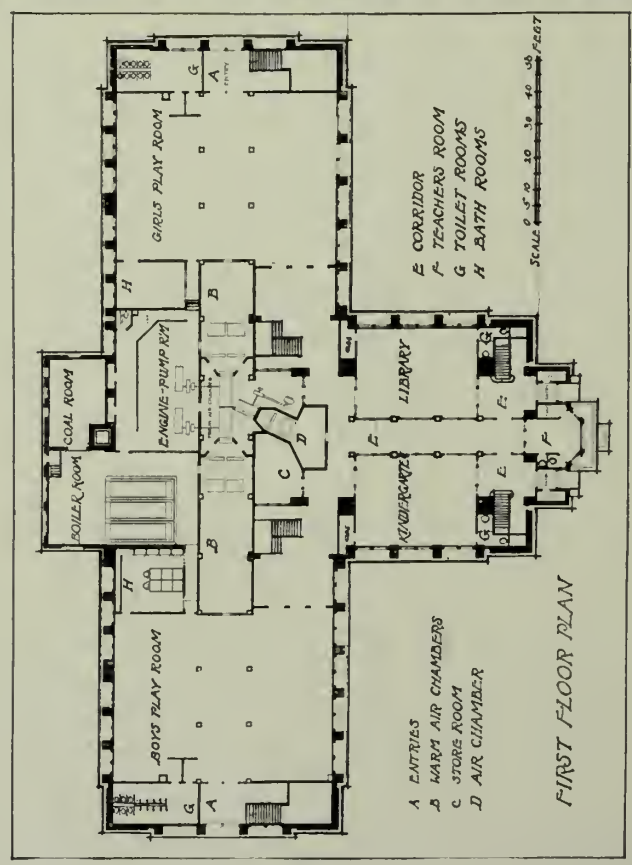 BOYS PLAY ROOM
BOILER ROOM
COAL ROOM
ENGINE-PUMP R'M
GIRLS PLAY ROOM
H
H
G
A
G
A
ENTRY
B
B
C
D
E
KINDERGARTEN
LIBRARY
G
G
E
E
F
A ENTRIES
B WARM AIR CHAMBERS
C STORE ROOM
D AIR CHAMBER
E CORRIDOR
F TEACHERS ROOM
G TOILET ROOMS
H BATH ROOMS
FIRST FLOOR PLAN
SCALE 0 5 10 20 30 40 50 FEET